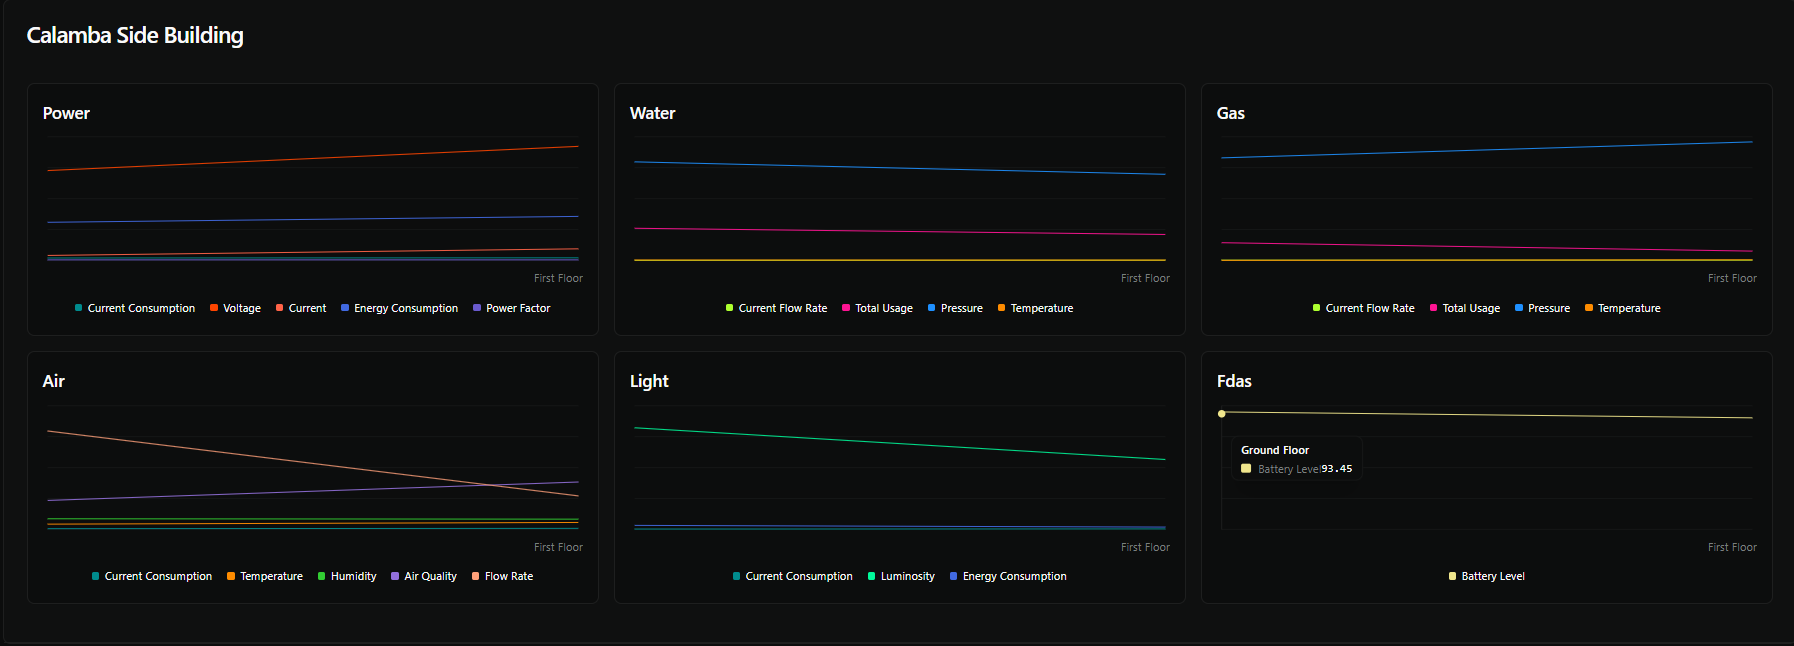 Calamba Side Building
Power
First Floor
Current Consumption Voltage Current Energy Consumption Power Factor
Water
First Floor
Current Flow Rate Total Usage Pressure Temperature
Gas
First Floor
Current Flow Rate Total Usage Pressure Temperature
Air
First Floor
Current Consumption Temperature Humidity Air Quality Flow Rate
Light
First Floor
Current Consumption Luminosity Energy Consumption
Fdas
Ground Floor
Battery Level93.45
First Floor
Battery Level